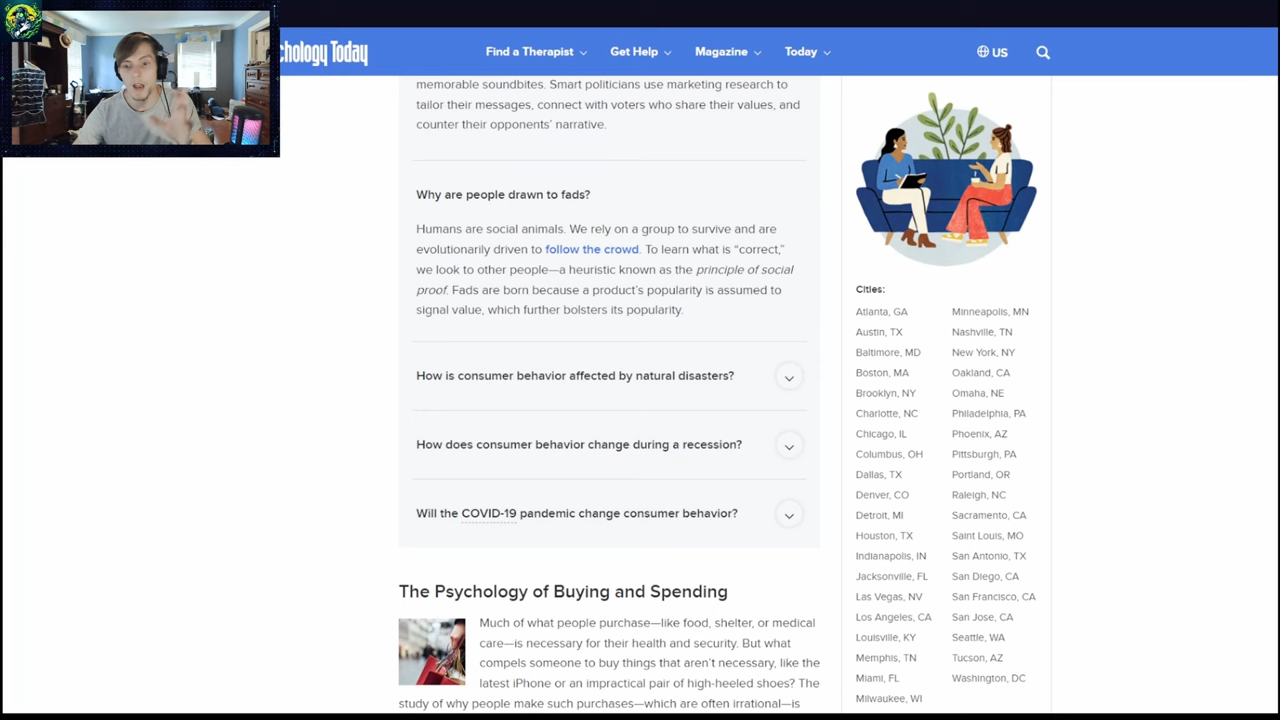 chology Today
Find a Therapist
Get Help
Magazine
Today
US
memorable soundbites. Smart politicians use marketing research to
tailor their messages, connect with voters who share their values, and
counter their opponents’ narrative.
Why are people drawn to fads?
Humans are social animals. We rely on a group to survive and are
evolutionarily driven to follow the crowd. To learn what is “correct,”
we look to other people—a heuristic known as the principle of social
proof. Fads are born because a product’s popularity is assumed to
signal value, which further bolsters its popularity.
How is consumer behavior affected by natural disasters?
How does consumer behavior change during a recession?
Will the COVID-19 pandemic change consumer behavior?
The Psychology of Buying and Spending
Much of what people purchase—like food, shelter, or medical
care—is necessary for their health and security. But what
compels someone to buy things that aren’t necessary, like the
latest iPhone or an impractical pair of high-heeled shoes? The
study of why people make such purchases—which are often irrational—is
Cities:
Atlanta, GA
Austin, TX
Baltimore, MD
Boston, MA
Brooklyn, NY
Charlotte, NC
Chicago, IL
Columbus, OH
Dallas, TX
Denver, CO
Detroit, MI
Houston, TX
Indianapolis, IN
Jacksonville, FL
Las Vegas, NV
Los Angeles, CA
Louisville, KY
Memphis, TN
Miami, FL
Milwaukee, WI
Minneapolis, MN
Nashville, TN
New York, NY
Oakland, CA
Omaha, NE
Philadelphia, PA
Phoenix, AZ
Pittsburgh, PA
Portland, OR
Raleigh, NC
Sacramento, CA
Saint Louis, MO
San Antonio, TX
San Diego, CA
San Francisco, CA
San Jose, CA
Seattle, WA
Tucson, AZ
Washington, DC